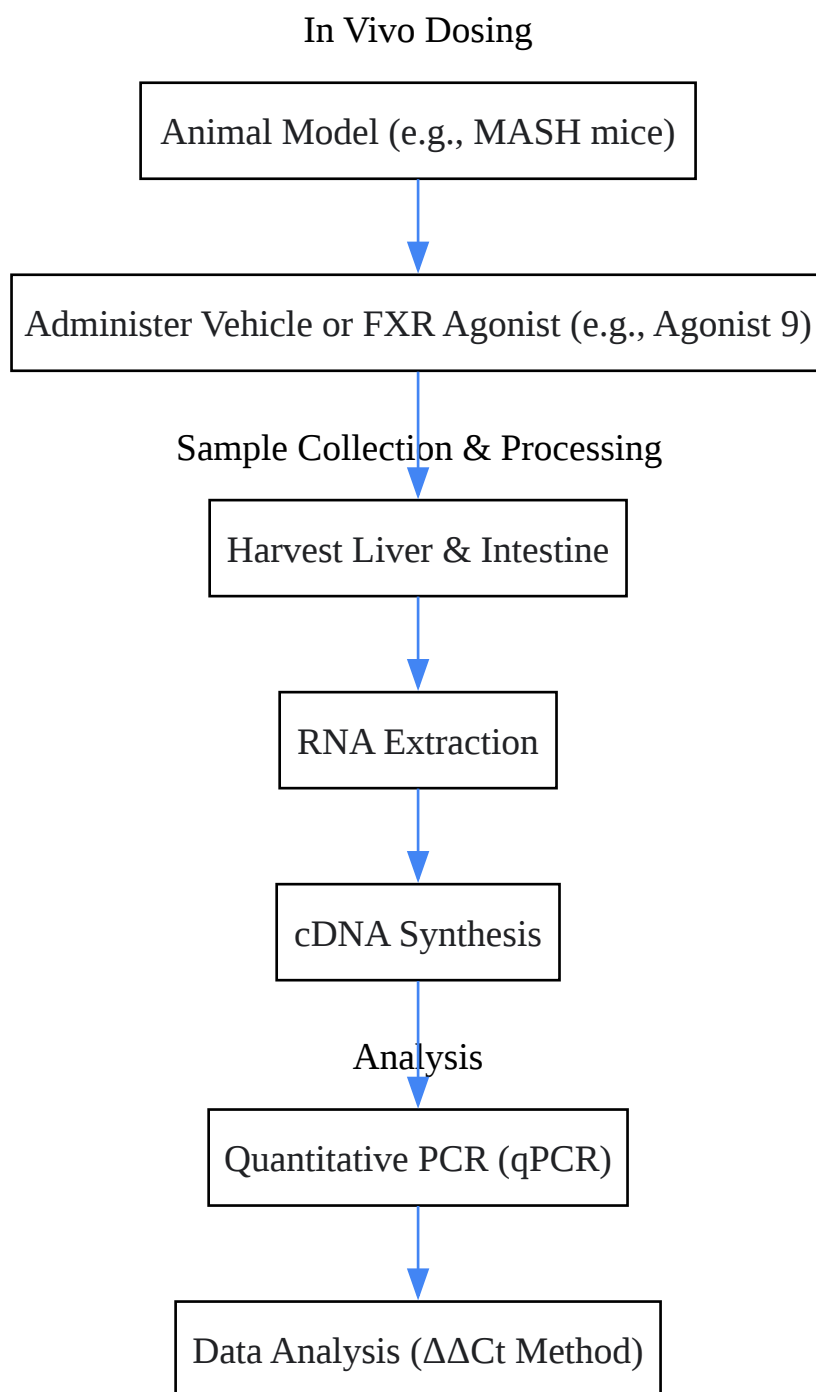 In Vivo Dosing
Animal Model (e.g., MASH mice)
Administer Vehicle or FXR Agonist (e.g., Agonist 9)
Sample Collection & Processing
Harvest Liver & Intestine
RNA Extraction
cDNA Synthesis
Analysis
Quantitative PCR (qPCR)
Data Analysis (ΔΔCt Method)